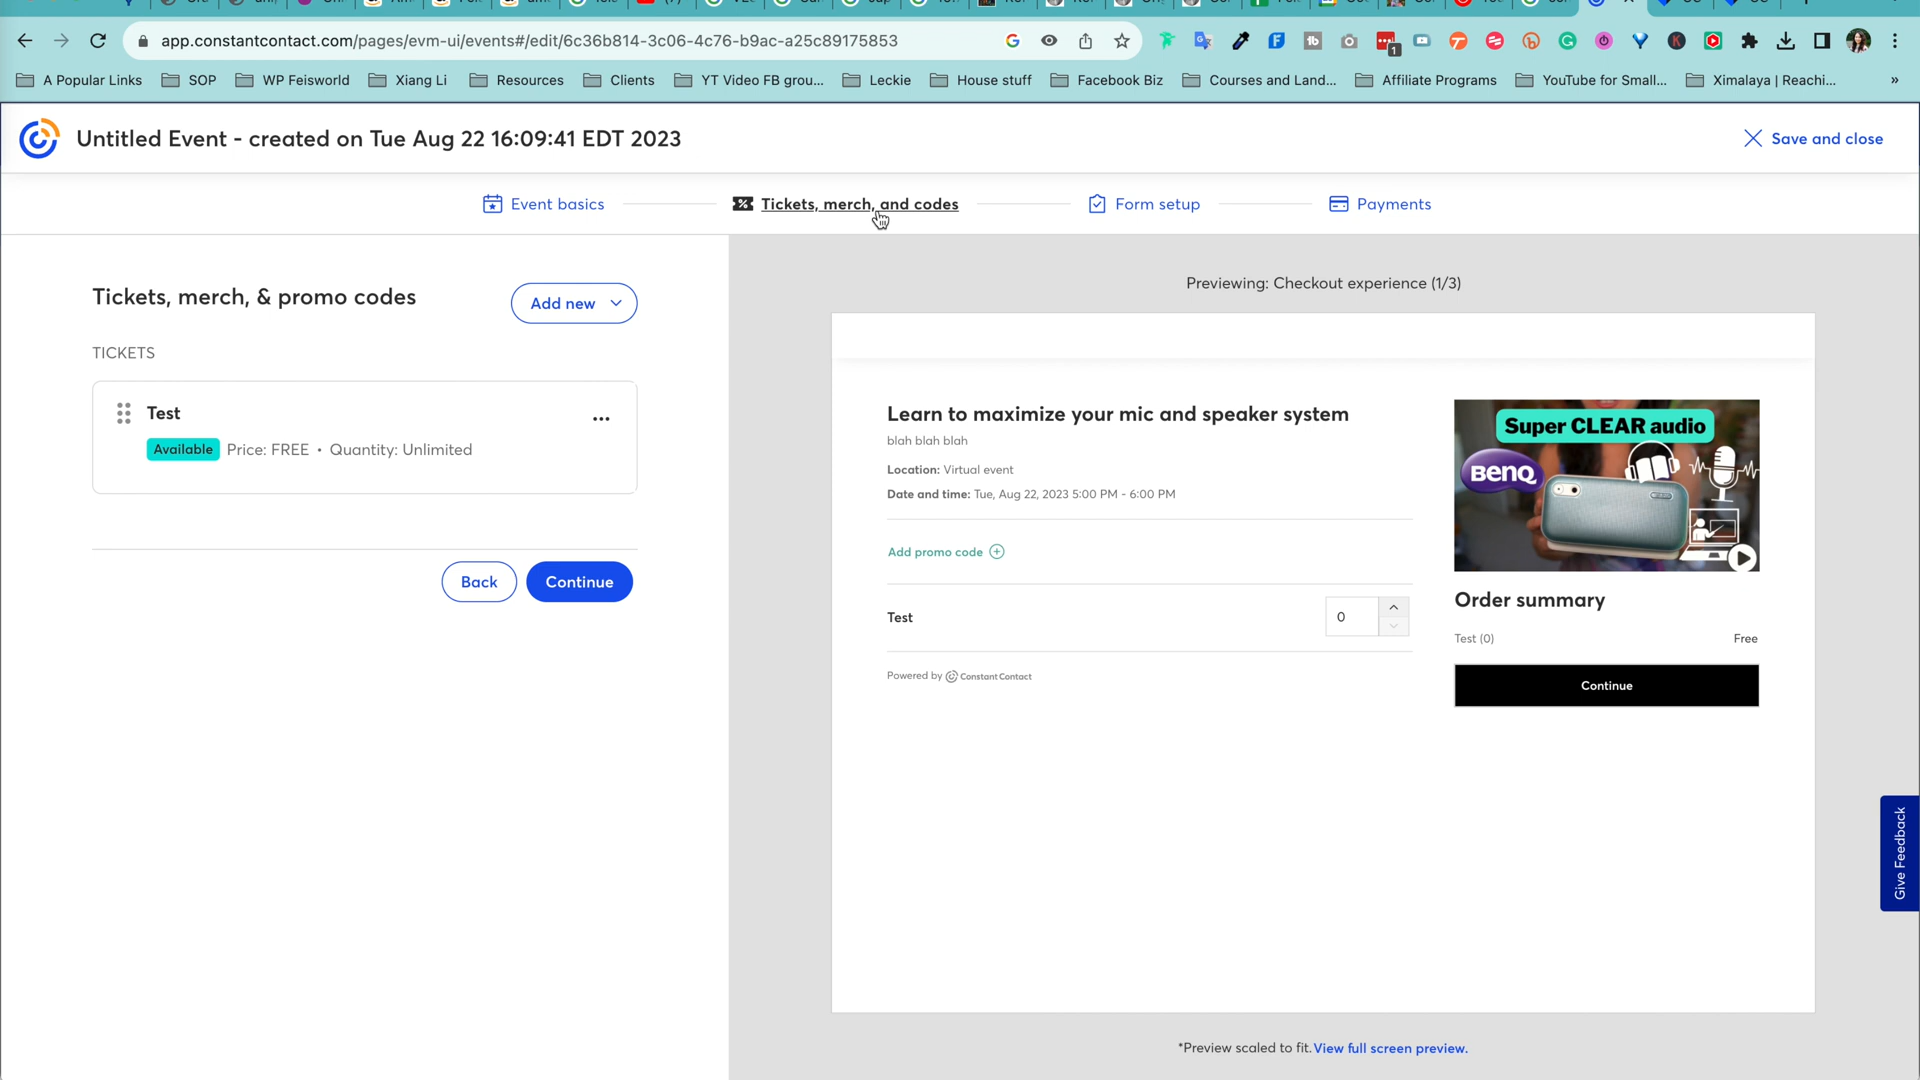 app.constantcontact.com/pages/evm-ui/events#/edit/6c36b814-3c06-4c76-b9ac-a25c89175853
1
A Popular Links SOP WP Feisworld Xiang Li Resources Clients YT Video FB grou... Leckie House stuff Facebook Biz Courses and Land... Affiliate Programs YouTube for Small... Ximalaya | Reachi... »
Untitled Event - created on Tue Aug 22 16:09:41 EDT 2023
Save and close
Event basics
Tickets, merch, and codes
Form setup
Payments
Tickets, merch, & promo codes
Add new
TICKETS
Test
...
Available Price: FREE • Quantity: Unlimited
Back
Continue
Previewing: Checkout experience (1/3)
Learn to maximize your mic and speaker system
blah blah blah
Location: Virtual event
Date and time: Tue, Aug 22, 2023 5:00 PM - 6:00 PM
Add promo code
Test
0
Powered by Constant Contact
Super CLEAR audio
BenQ
Order summary
Test (0) Free
Continue
*Preview scaled to fit. View full screen preview.
Give Feedback